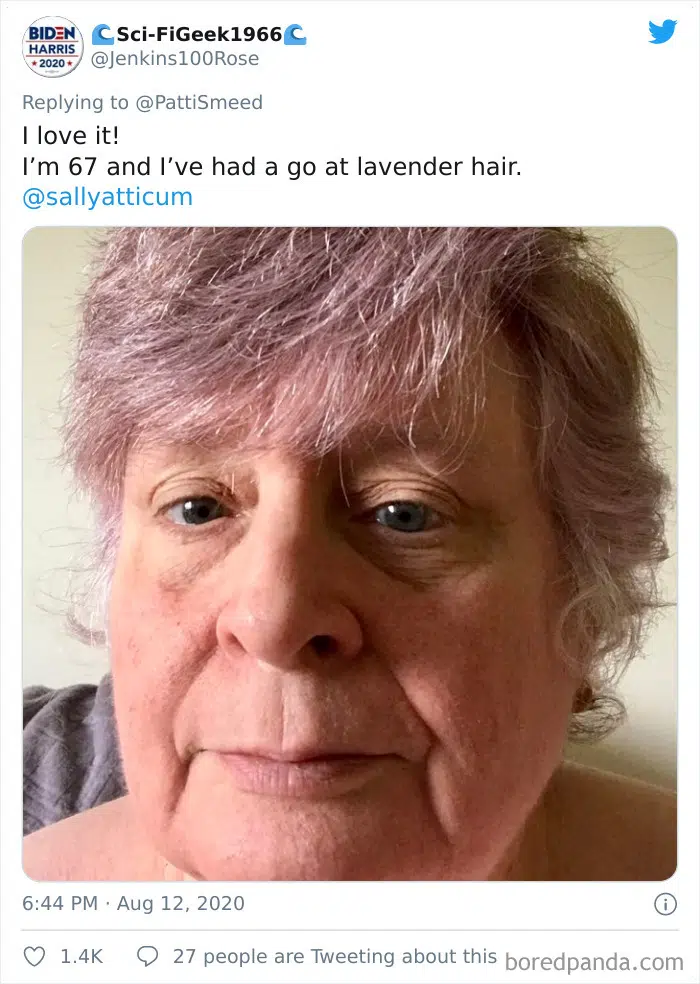 BIDEN
HARRIS
2020
🌊Sci-FiGeek1966🌊
@Jenkins100Rose
Replying to @PattiSmeed
I love it!
I’m 67 and I’ve had a go at lavender hair.
@sallyatticum
6:44 PM · Aug 12, 2020
1.4K 27 people are Tweeting about this
boredpanda.com